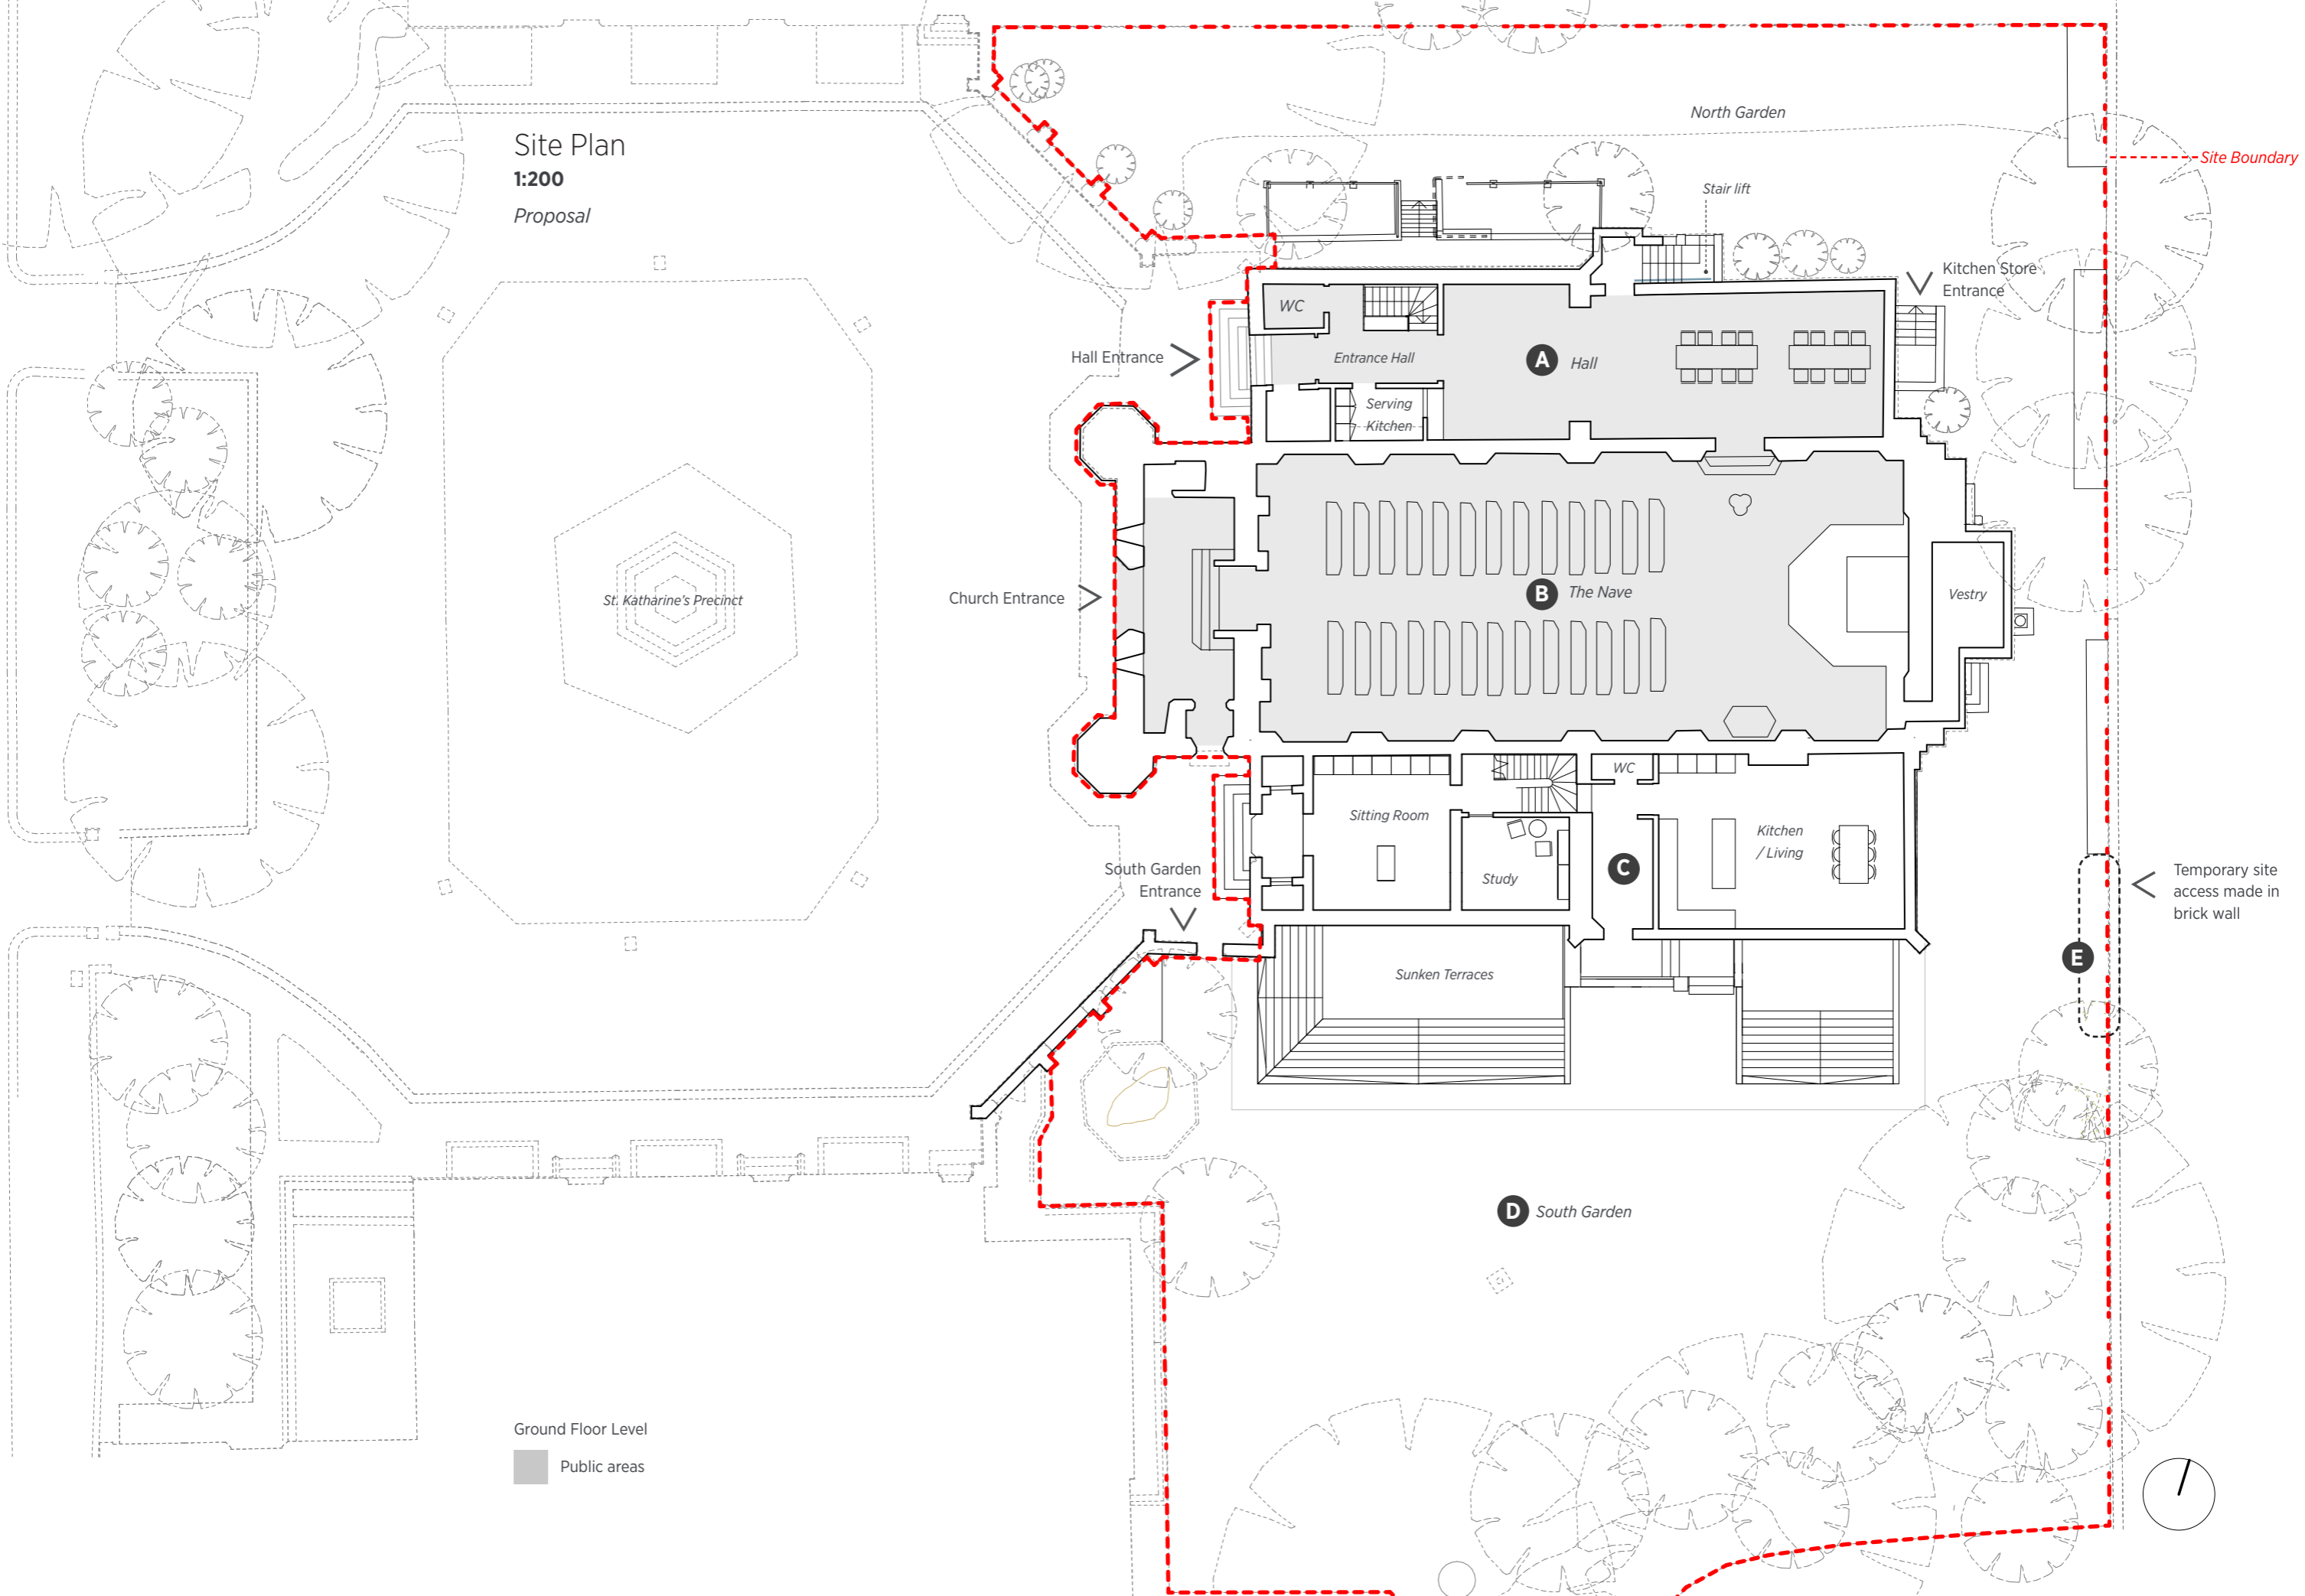 Site Plan
1:200
Proposal
North Garden
Site Boundary
Stair lift
Kitchen Store
Entrance
WC
Hall Entrance
Entrance Hall
A Hall
Serving
Kitchen
St. Katharine's Precinct
Church Entrance
B The Nave
Vestry
WC
Sitting Room
Kitchen
/ Living
Study
C
South Garden
Entrance
Temporary site
access made in
brick wall
E
Sunken Terraces
D South Garden
Ground Floor Level
Public areas